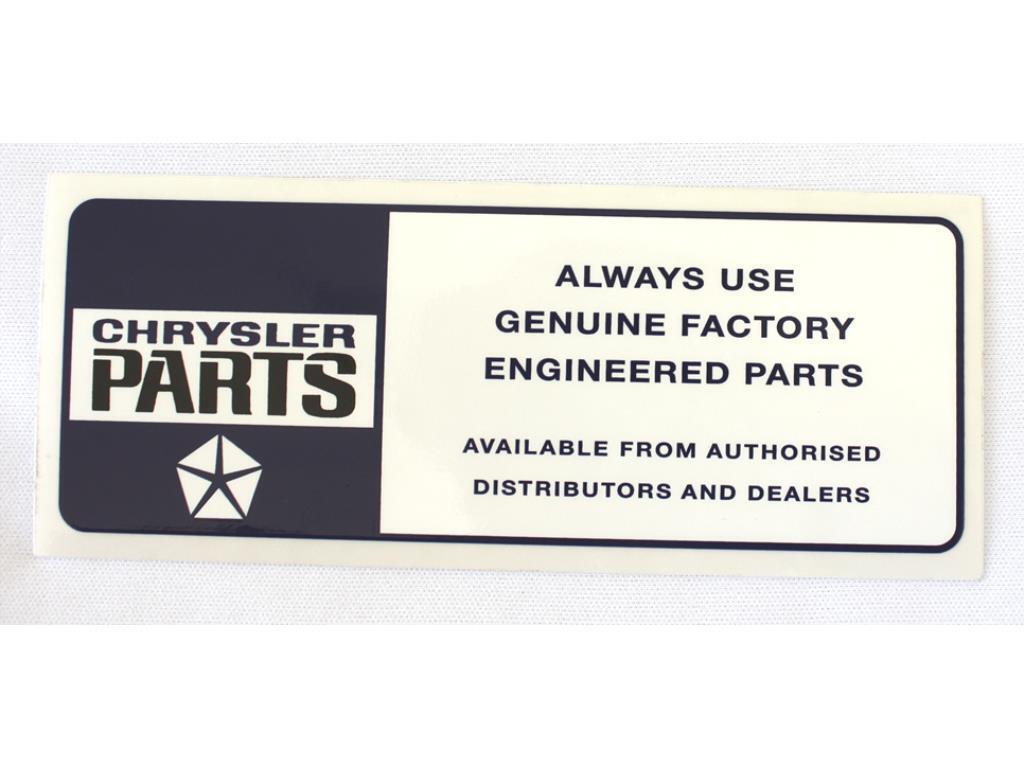 CHRYSLER
PARTS
ALWAYS USE
GENUINE FACTORY
ENGINEERED PARTS
AVAILABLE FROM AUTHORISED
DISTRIBUTORS AND DEALERS